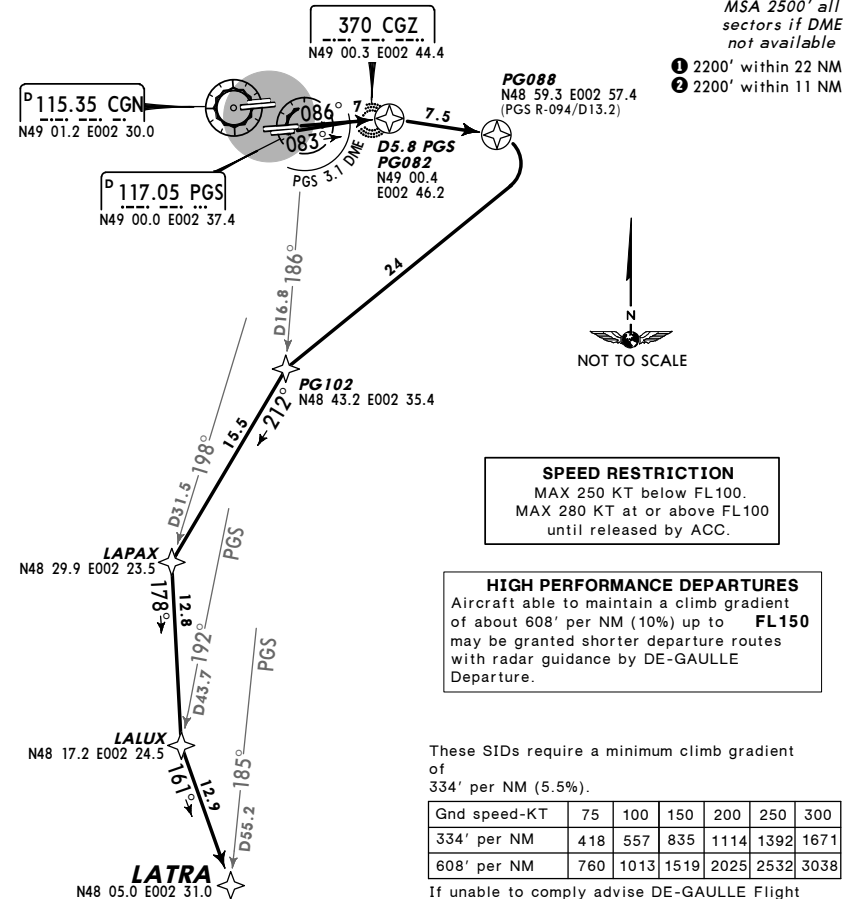 MSA 2500' all
sectors if DME
not available
❶ 2200' within 22 NM
❷ 2200' within 11 NM
370 CGZ
N49 00.3 E002 44.4
D 115.35 CGN
N49 01.2 E002 30.0
PG088
N48 59.3 E002 57.4
(PGS R-094/D13.2)
086°
7
7.5
083°
PGS 3.1 DME
D5.8 PGS
PG082
N49 00.4
E002 46.2
D 117.05 PGS
N49 00.0 E002 37.4
D16.8 186°
24
N
NOT TO SCALE
PG102
N48 43.2 E002 35.4
212°
15.5
D31.5 198°
PGS
LAPAX
N48 29.9 E002 23.5
178°
12.8
D43.7 192°
PGS
LALUX
N48 17.2 E002 24.5
161°
12.9
D55.2 185°
LATRA
N48 05.0 E002 31.0
SPEED RESTRICTION
MAX 250 KT below FL100.
MAX 280 KT at or above FL100
until released by ACC.
HIGH PERFORMANCE DEPARTURES
Aircraft able to maintain a climb gradient
of about 608' per NM (10%) up to FL150
may be granted shorter departure routes
with radar guidance by DE-GAULLE
Departure.
These SIDs require a minimum climb gradient
of
334' per NM (5.5%).
Gnd speed-KT 75 100 150 200 250 300
334' per NM 418 557 835 1114 1392 1671
608' per NM 760 1013 1519 2025 2532 3038
If unable to comply advise DE-GAULLE Flight